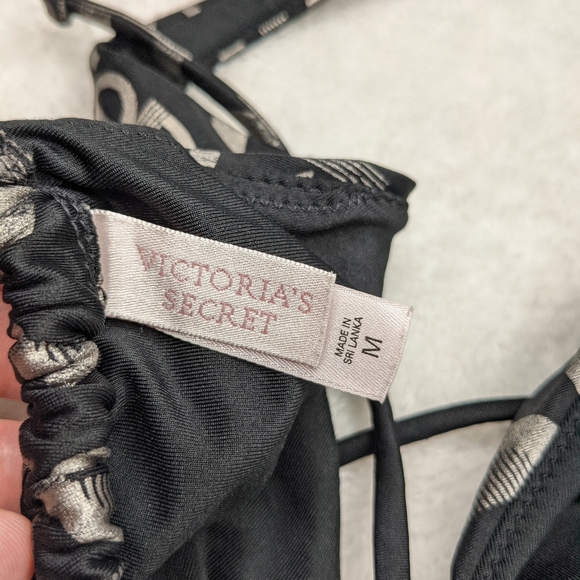 VICTORIA'S
SECRET
MADE IN
SRI LANKA
M